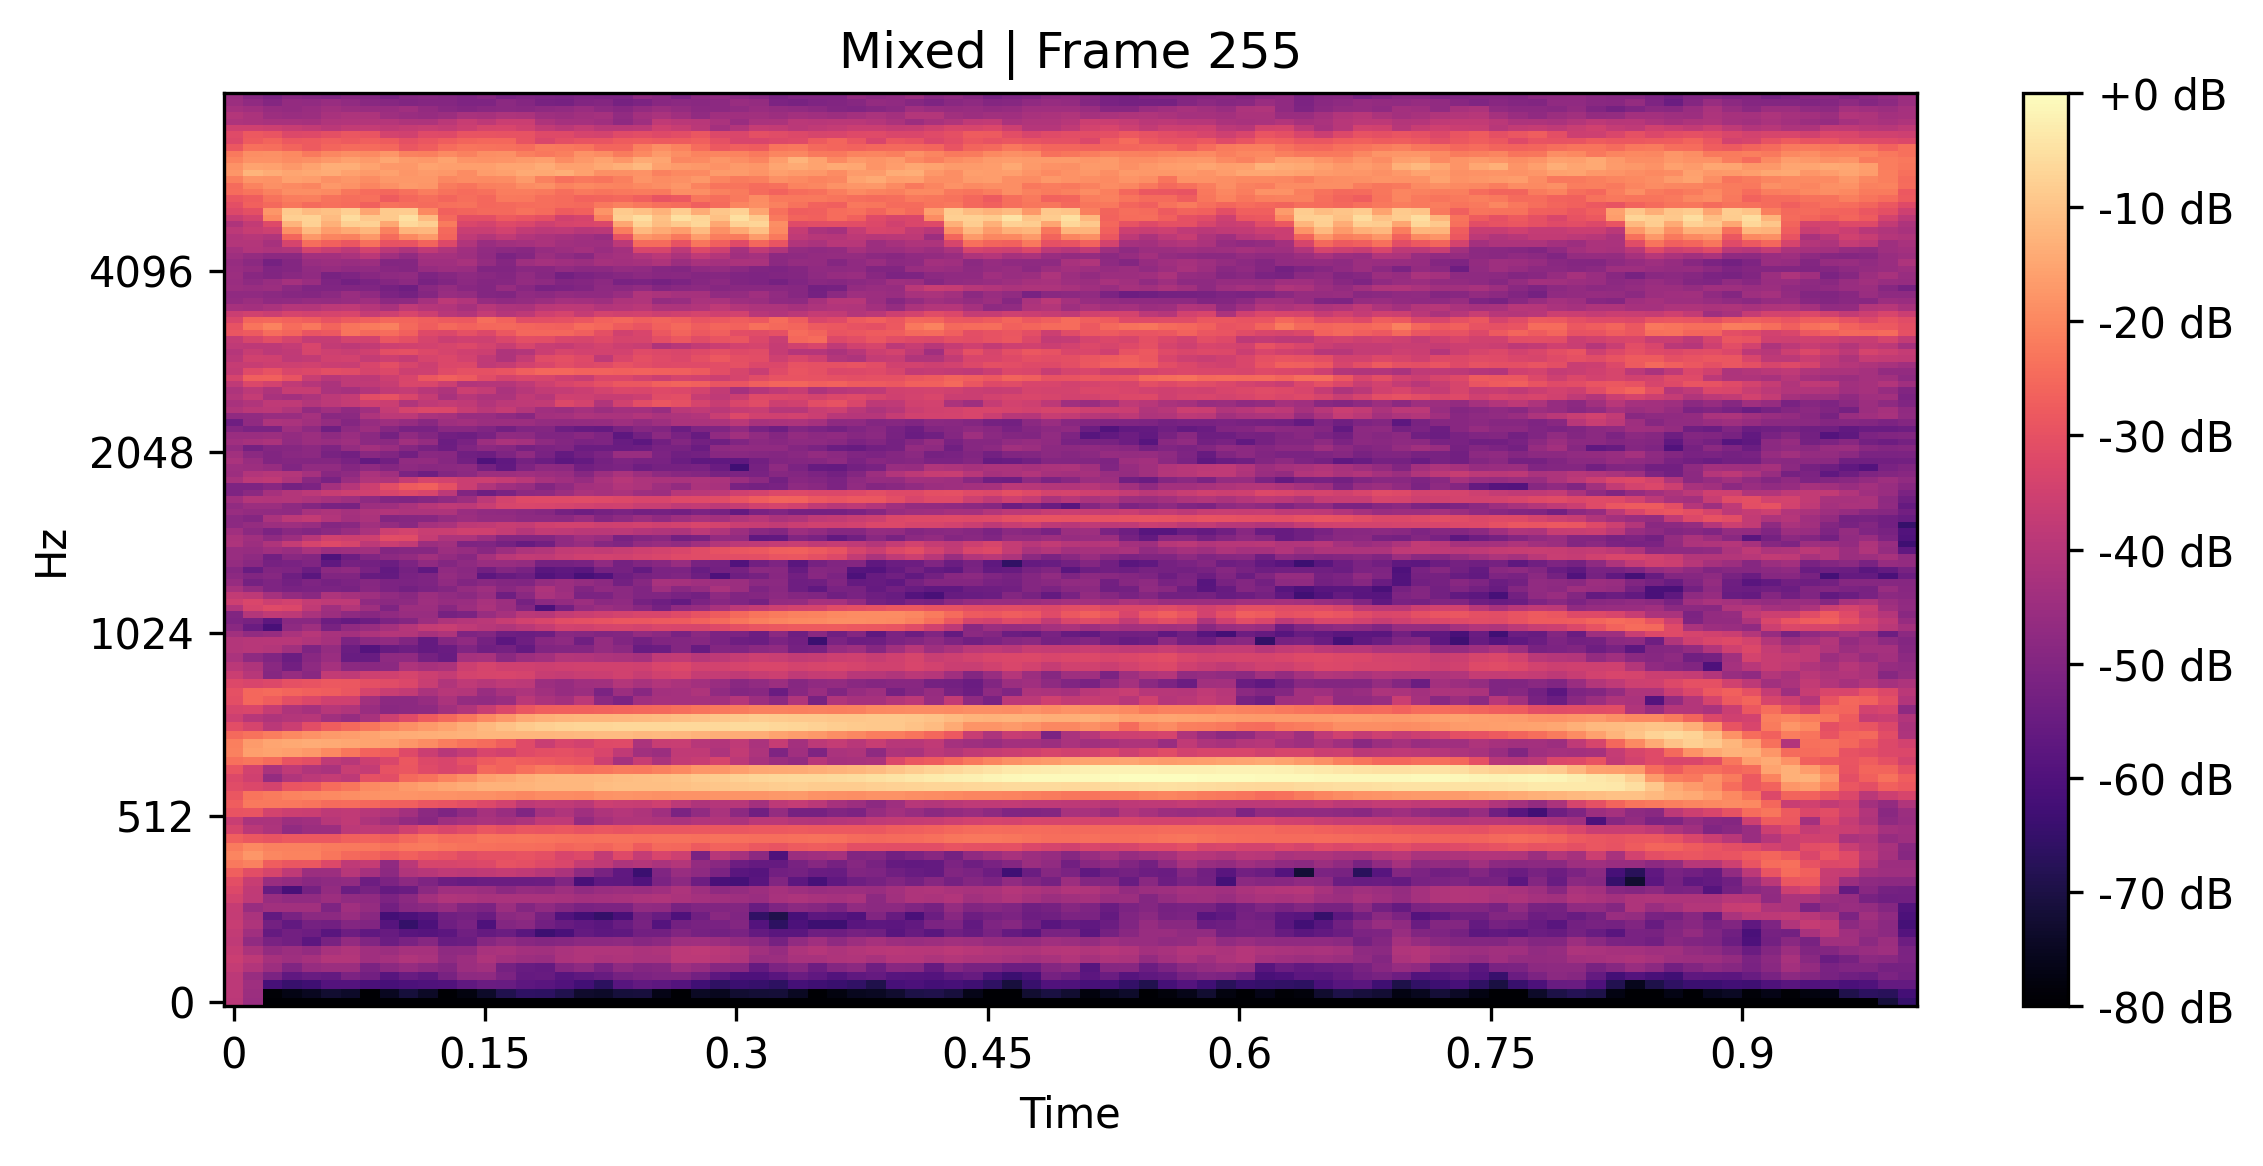 Mixed | Frame 255
+0 dB
-10 dB
-20 dB
-30 dB
-40 dB
-50 dB
-60 dB
-70 dB
-80 dB
Hz
4096
2048
1024
512
0
0 0.15 0.3 0.45 0.6 0.75 0.9
Time